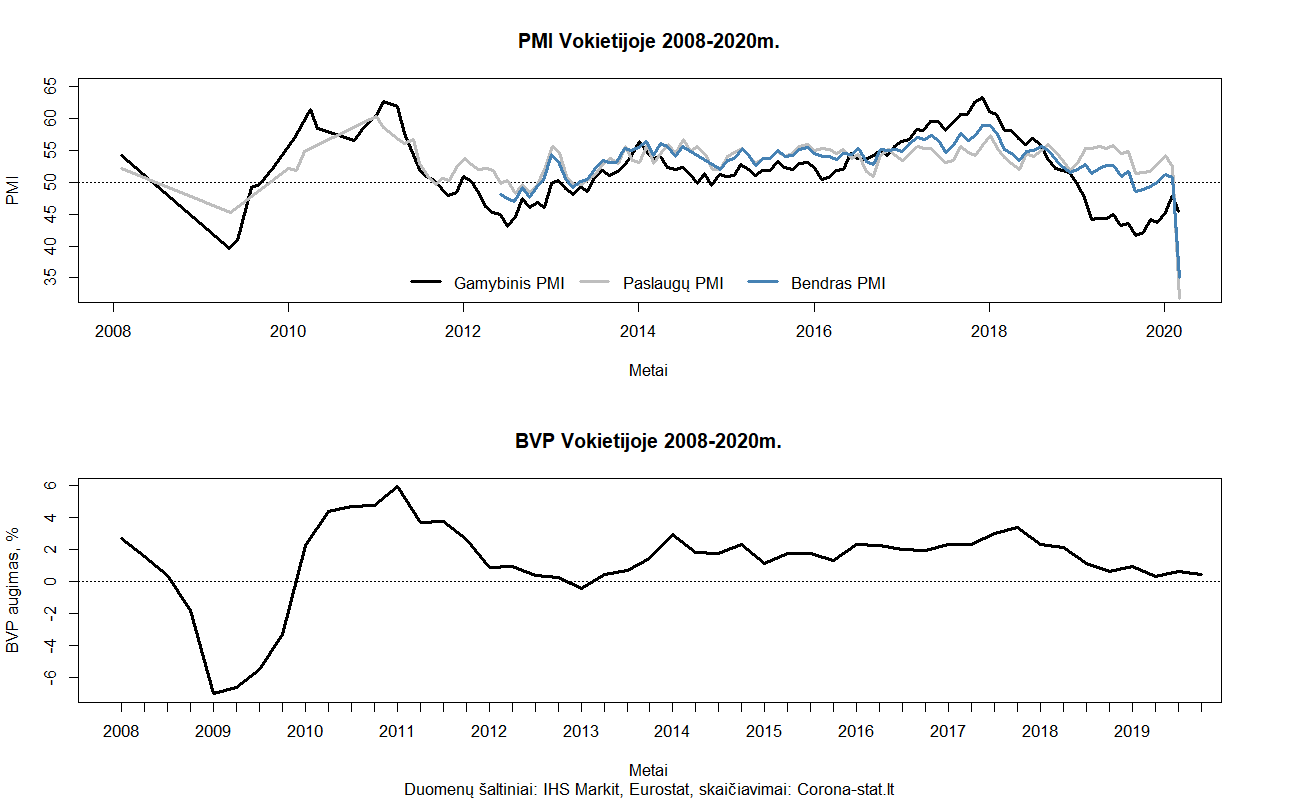 PMI Vokietijoje 2008-2020m.
PMI
65
60
55
50
45
40
35
Gamybinis PMI Paslaugų PMI Bendras PMI
2008 2010 2012 2014 2016 2018 2020
Metai
BVP Vokietijoje 2008-2020m.
BVP augimas, %
6
4
2
0
-2
-4
-6
2008 2009 2010 2011 2012 2013 2014 2015 2016 2017 2018 2019
Metai
Duomenų šaltiniai: IHS Markit, Eurostat, skaičiavimai: Corona-stat.lt